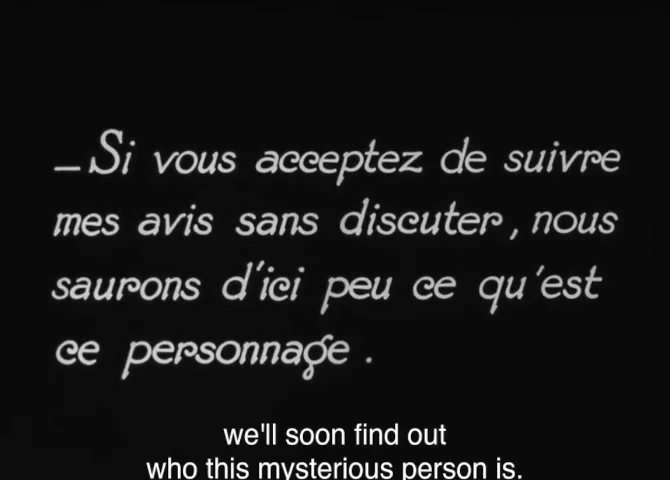 – Si vous acceptez de suivre
mes avis sans discuter, nous
saurons d'ici peu ce qu'est
ce personnage.
we'll soon find out
who this mysterious person is.